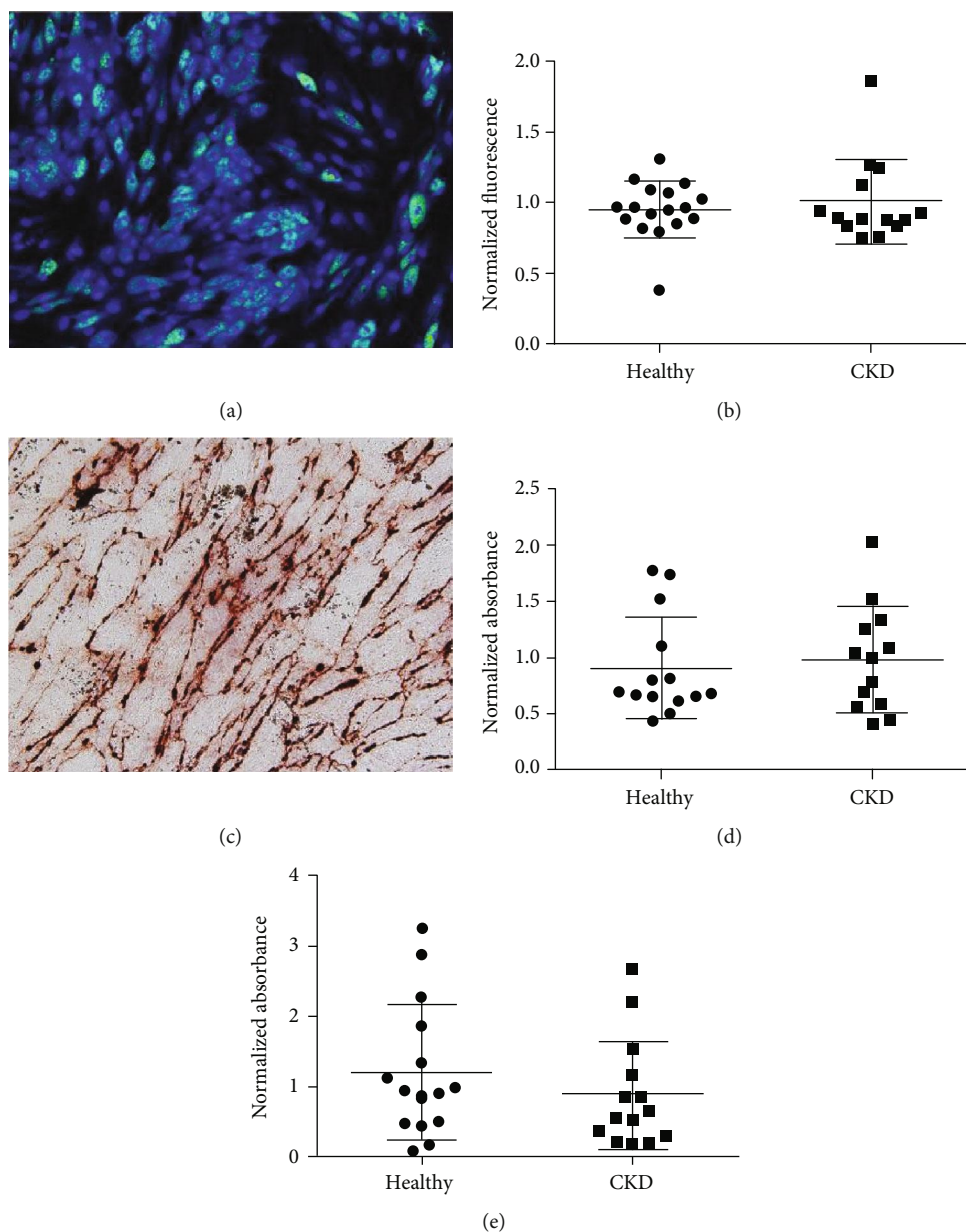 2.0
1.5
1.0
0.5
0.0
Normalized fluorescence
Healthy
CKD
(a)
(b)
2.5
2.0
1.5
1.0
0.5
0.0
Normalized absorbance
Healthy
CKD
(c)
(d)
4
3
2
1
0
Normalized absorbance
Healthy
CKD
(e)